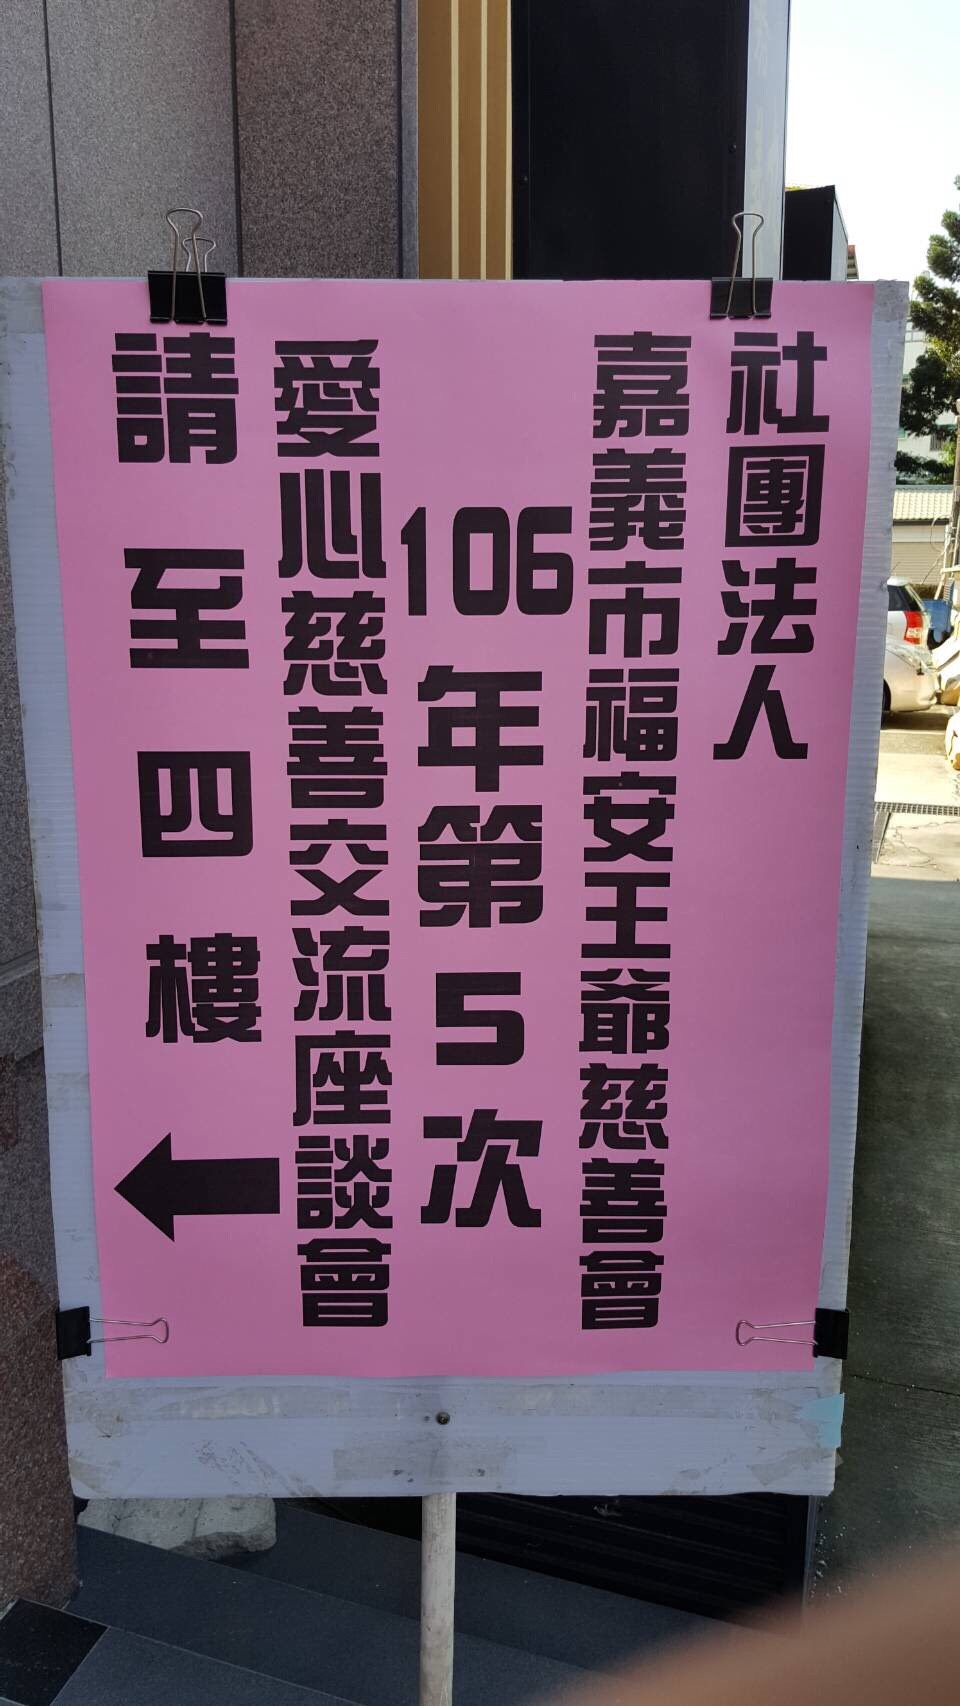 社團法人
嘉義市福安王爺慈善會
106年第5次
愛心慈善交流座談會
請至四樓